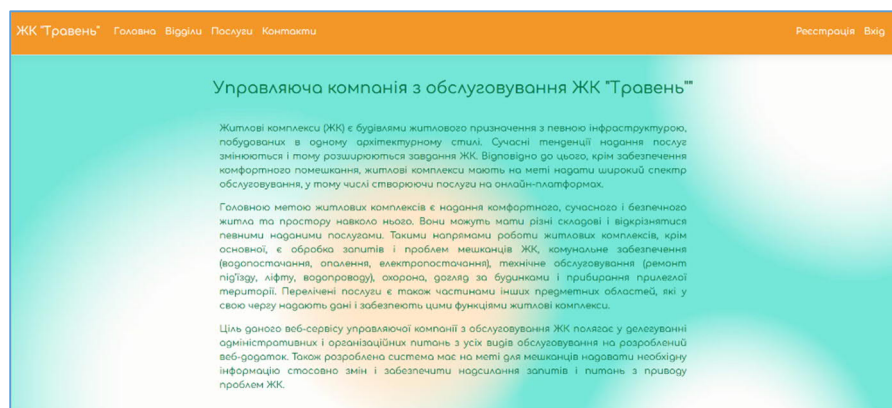 ЖК "Травень" Головна Відділи Послуги Контакти Реєстрація Вхід
Управляюча компанія з обслуговування ЖК "Травень""
Житлові комплекси (ЖК) є будівлями житлового призначення з певною інфраструктурою,
побудованих в одному архітектурному стилі. Сучасні тенденції надання послуг
змінюються і тому розширюються завдання ЖК. Відповідно до цього, крім забезпечення
комфортного помешкання, житлові комплекси мають на меті надати широкий спектр
обслуговування, у тому числі створюючи послуги на онлайн-платформах.
Головною метою житлових комплексів є надання комфортного, сучасного і безпечного
житла та простору навколо нього. Вони можуть мати різні складові і відрізнятися
певними наданими послугами. Такими напрямами роботи житлових комплексів, крім
основної, є обробка запитів і проблем мешканців ЖК, комунальне забезпечення
(водопостачання, опалення, електропостачання), технічне обслуговування (ремонт
під'їзду, ліфту, водопроводу), охорона, догляд за будинками і прибирання прилеглої
території. Перелічені послуги є також частинами інших предметних областей, які у
свою чергу надають дані і забезпеють цими функціями житлові комплекси.
Ціль даного веб-сервісу управляючої компанії з обслуговування ЖК полягає у делегуванні
адміністративних і організаційних питань з усіх видів обслуговування на розроблений
веб-додаток. Також розроблена система має на меті для мешканців надавати необхідну
інформацію стосовно змін і забезпечити надсилання запитів і питань з приводу
проблем ЖК.